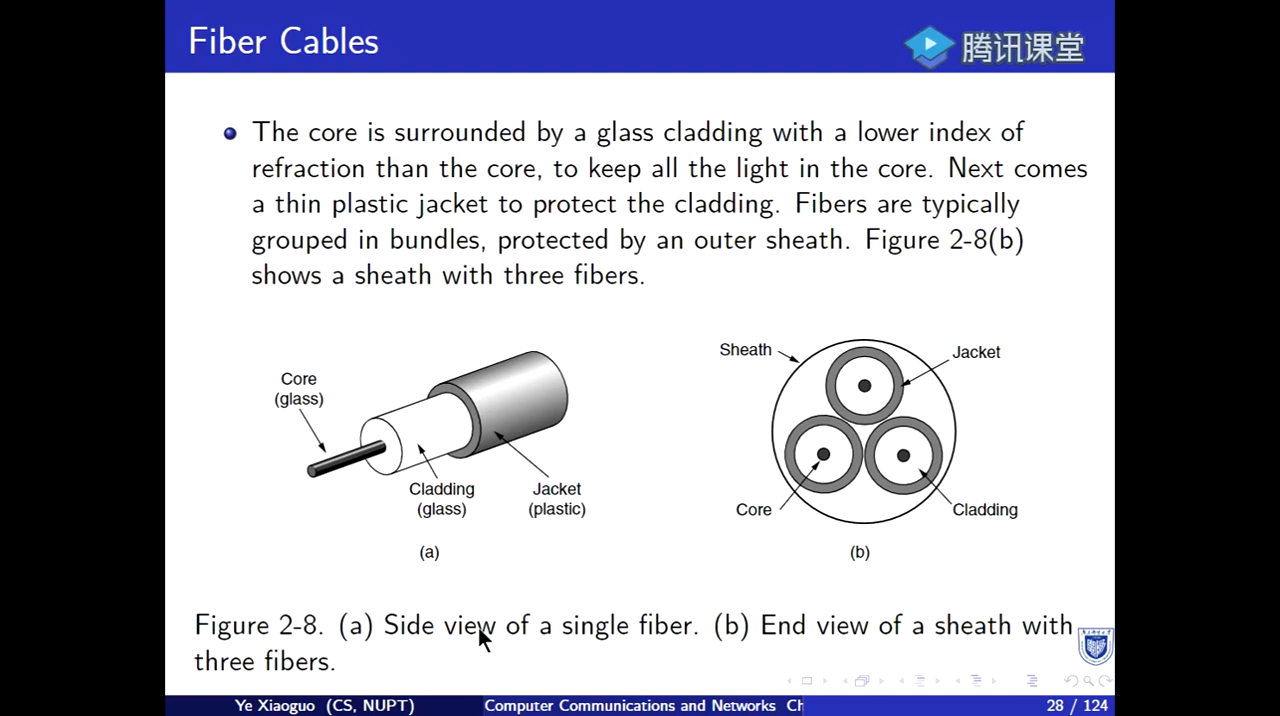 Fiber Cables
腾讯课堂
The core is surrounded by a glass cladding with a lower index of
refraction than the core, to keep all the light in the core. Next comes
a thin plastic jacket to protect the cladding. Fibers are typically
grouped in bundles, protected by an outer sheath. Figure 2-8(b)
shows a sheath with three fibers.
Core
(glass)
Cladding
(glass)
Jacket
(plastic)
(a)
Sheath
Jacket
Core
Cladding
(b)
Figure 2-8. (a) Side view of a single fiber. (b) End view of a sheath with
three fibers.
Ye Xiaoguo (CS, NUPT)
Computer Communications and Networks Ch
28 / 124